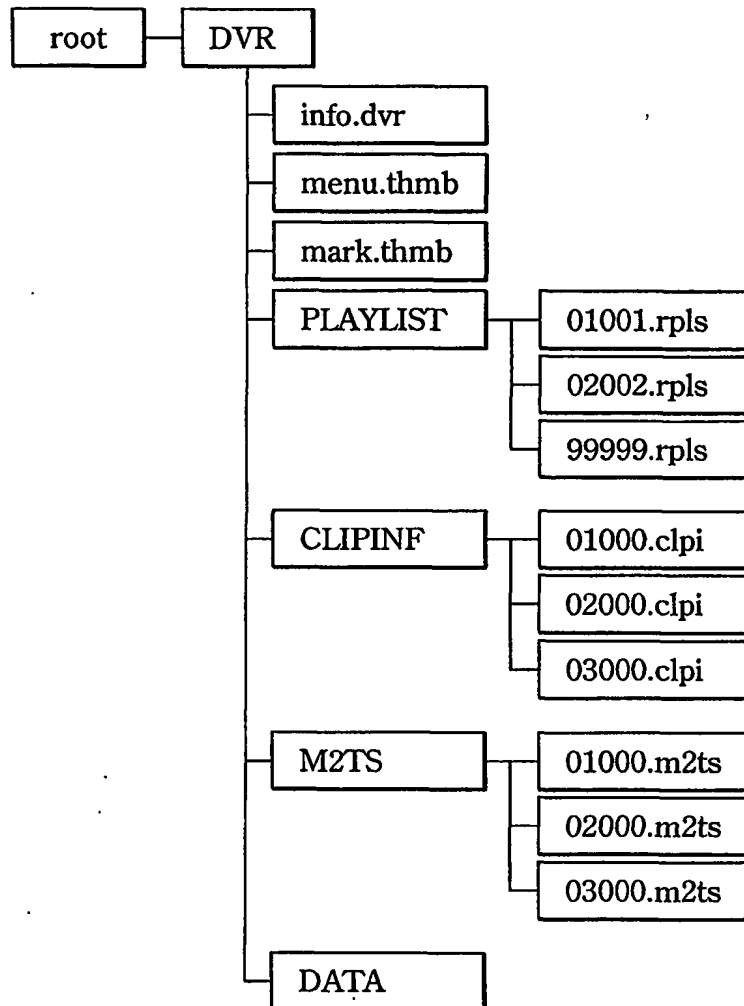 root DVR
info.dvr
menu.thmb
mark.thmb
PLAYLIST 01001.rpls
02002.rpls
99999.rpls
CLIPINF 01000.clpi
02000.clpi
03000.clpi
M2TS 01000.m2ts
02000.m2ts
03000.m2ts
DATA